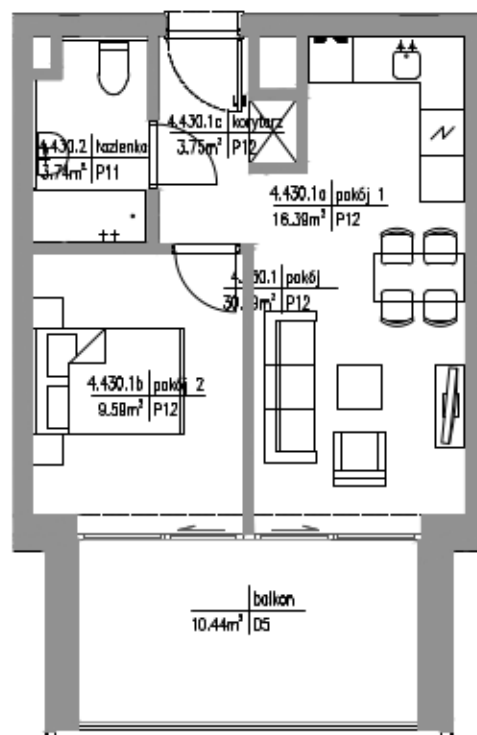 4.430.1c korytarz
3.75m² P12
4.430.2 łazienka
3.74m² P11
4.430.1a pokój 1
16.39m² P12
pokój
P12
4.430.1b pokój 2
9.59m² P12
balkon
10.44m² D5